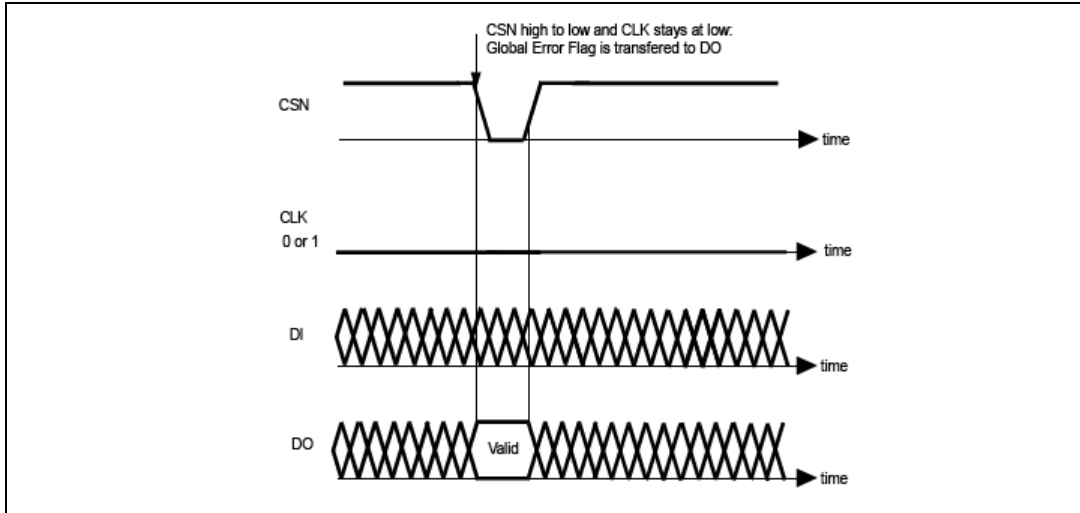 CSN high to low and CLK stays at low:
Global Error Flag is transfered to DO
CSN
time
CLK
0 or 1
time
DI
time
DO
Valid
time